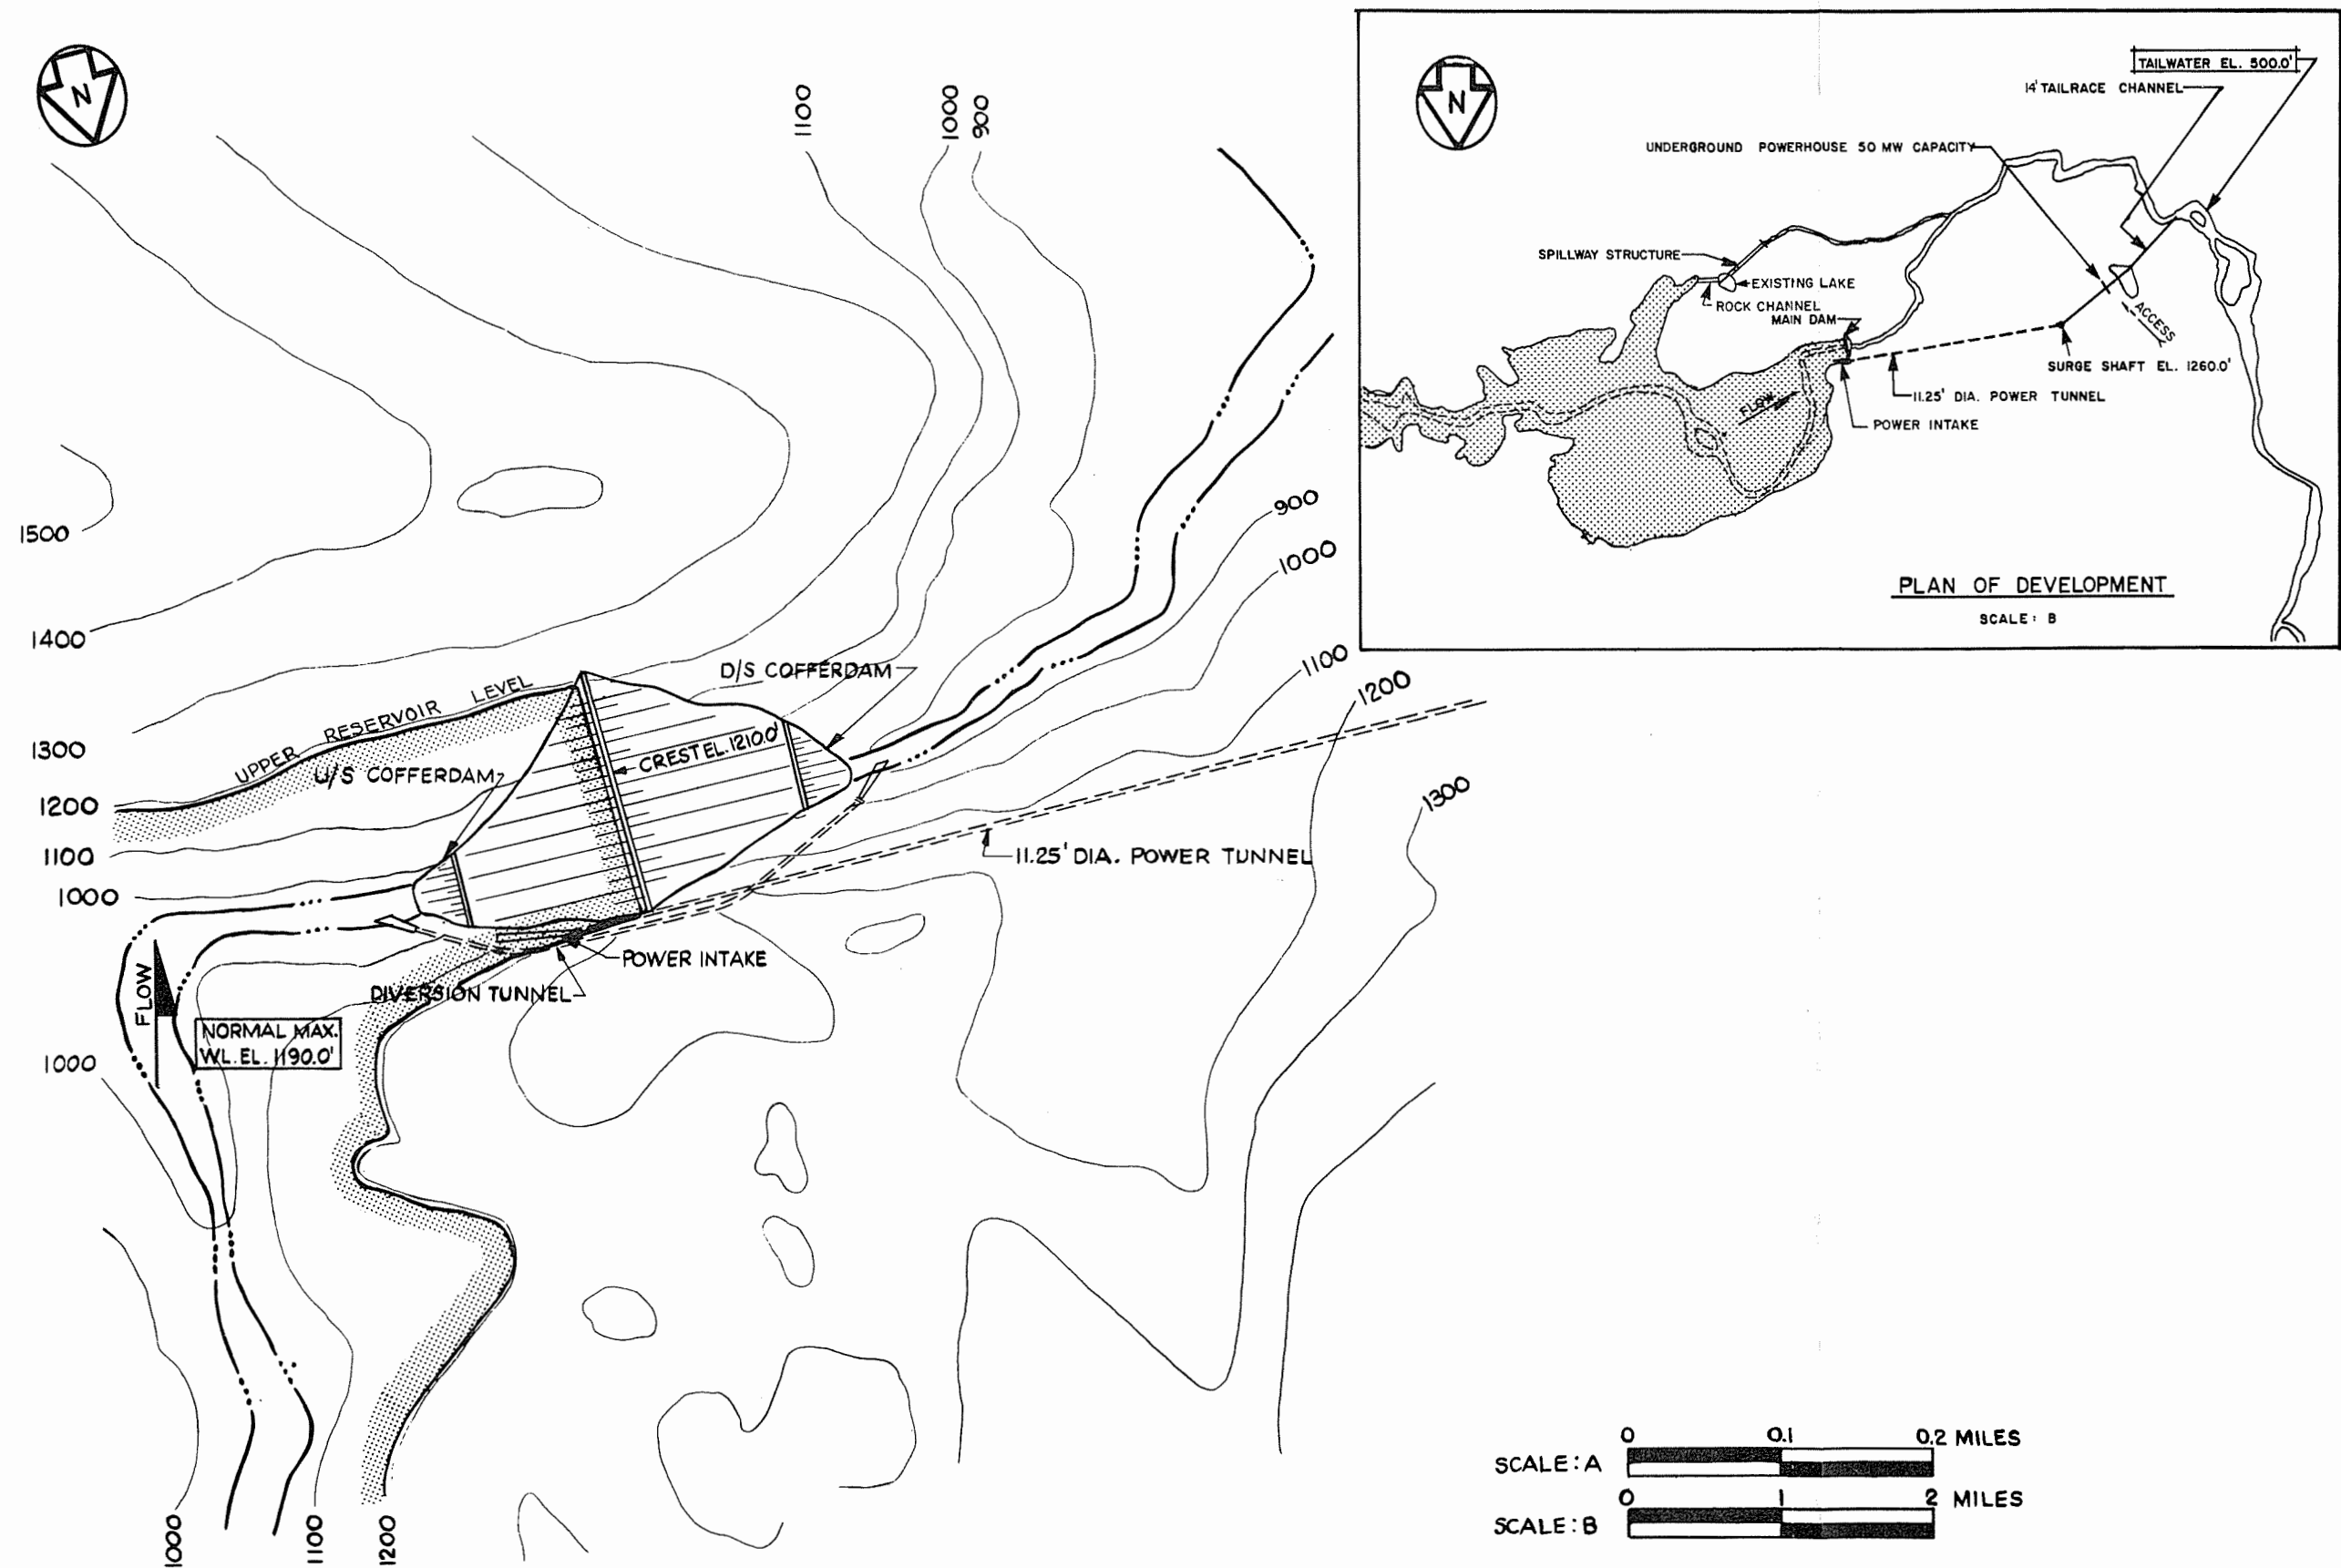 N
1100
1000
900
N
TAILWATER EL. 500.0'
14' TAILRACE CHANNEL
UNDERGROUND POWERHOUSE 50 MW CAPACITY
SPILLWAY STRUCTURE
EXISTING LAKE
ROCK CHANNEL
MAIN DAM
ACCESS
SURGE SHAFT EL. 1260.0'
11.25' DIA. POWER TUNNEL
FLOW
POWER INTAKE
PLAN OF DEVELOPMENT
SCALE: B
1500
1400
1300
1200
1100
1000
900
1000
1100
1200
1300
D/S COFFERDAM
UPPER RESERVOIR LEVEL
U/S COFFERDAM
CREST EL. 1210.0'
11.25' DIA. POWER TUNNEL
POWER INTAKE
DIVERSION TUNNEL
FLOW
NORMAL MAX.
WL. EL. 1190.0'
1000
1000
1100
1200
0 0.1 0.2 MILES
SCALE: A
0 1 2 MILES
SCALE: B